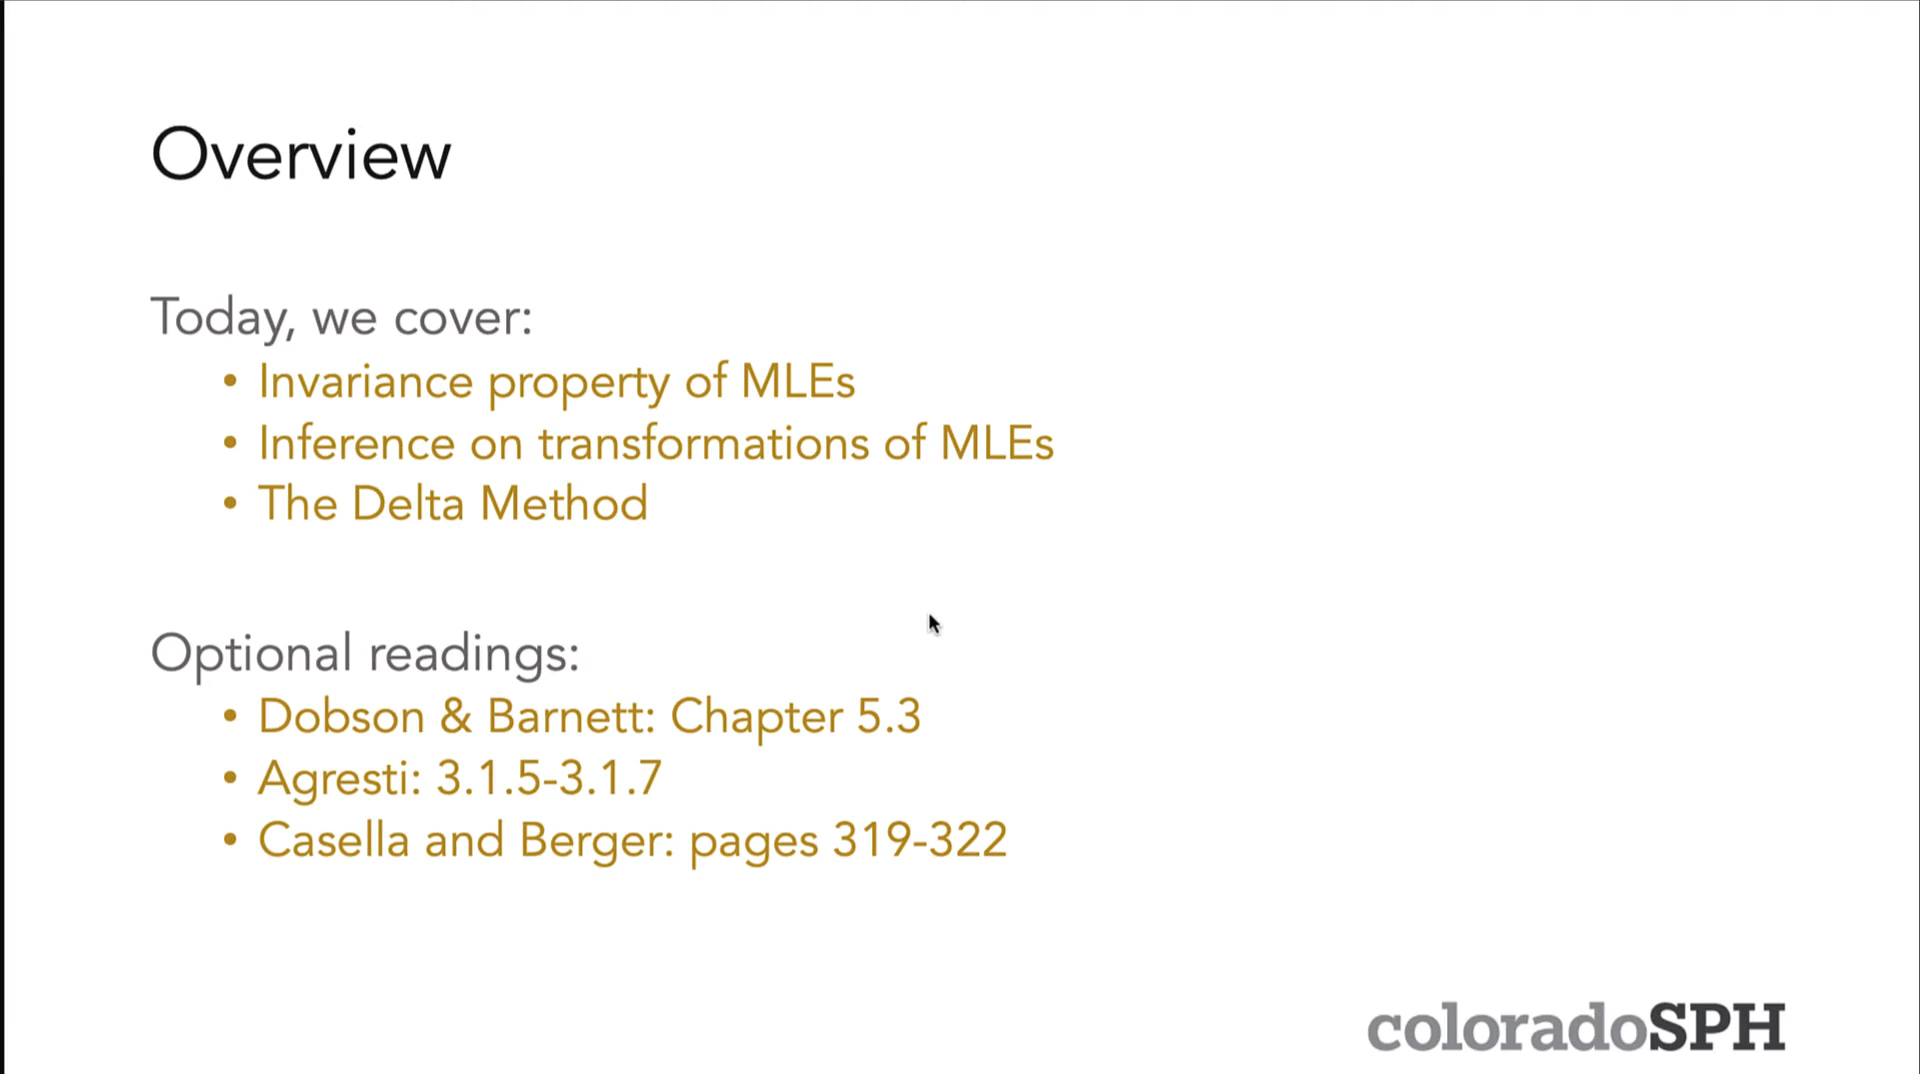 Overview
Today, we cover:
• Invariance property of MLEs
• Inference on transformations of MLEs
• The Delta Method
Optional readings:
• Dobson & Barnett: Chapter 5.3
• Agresti: 3.1.5-3.1.7
• Casella and Berger: pages 319-322
coloradoSPH